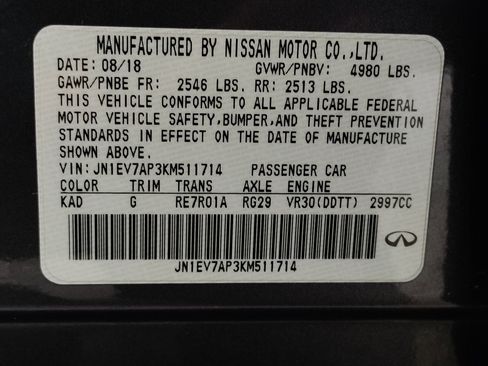 MANUFACTURED BY NISSAN MOTOR CO.,LTD.
DATE: 08/18 GVWR/PNBV: 4980 LBS.
GAWR/PNBE FR: 2546 LBS. RR: 2513 LBS.
THIS VEHICLE CONFORMS TO ALL APPLICABLE FEDERAL
MOTOR VEHICLE SAFETY,BUMPER,AND THEFT PREVENTION
STANDARDS IN EFFECT ON THE DATE OF MANUFACTURE
SHOWN ABOVE.
VIN: JN1EV7AP3KM511714 PASSENGER CAR
COLOR TRIM TRANS AXLE ENGINE
KAD G RE7R01A RG29 VR30(DDTT) 2997CC
JN1EV7AP3KM511714